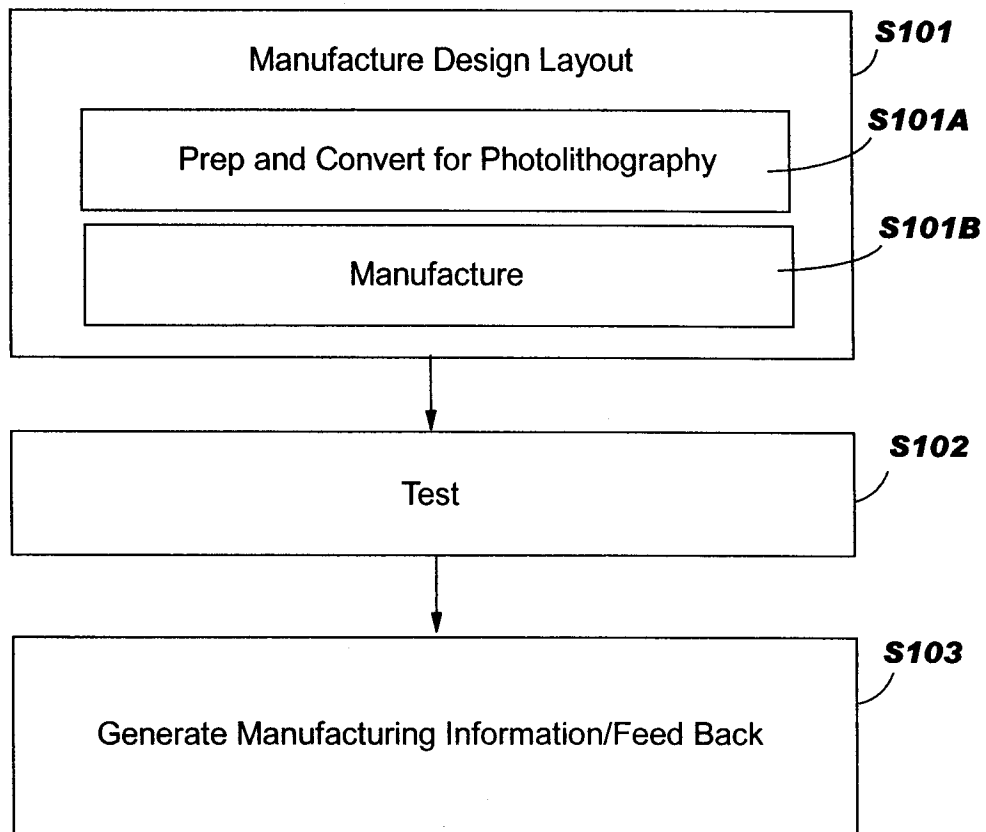 S101
Manufacture Design Layout
S101A
Prep and Convert for Photolithography
S101B
Manufacture
S102
Test
S103
Generate Manufacturing Information/Feed Back